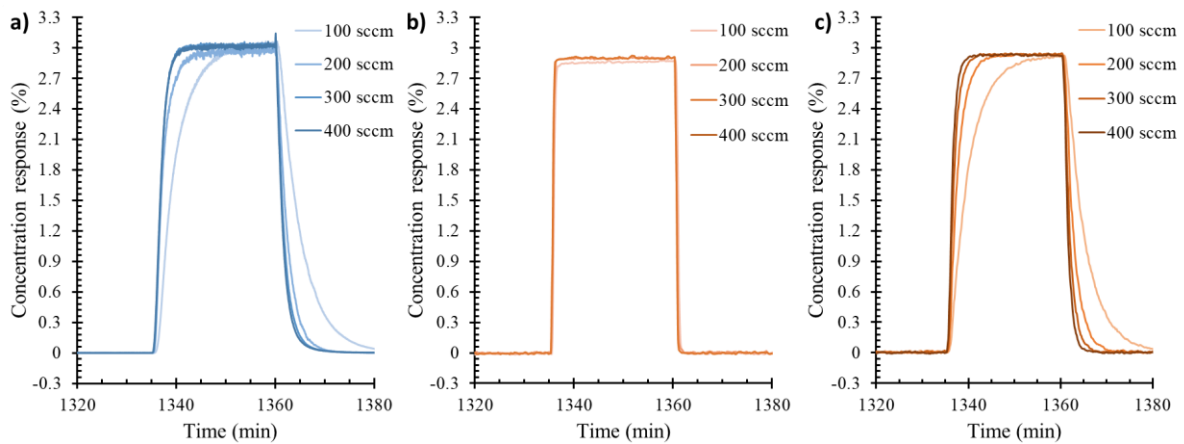 a)
Concentration response (%)
3.3
3
2.7
2.4
2.1
1.8
1.5
1.2
0.9
0.6
0.3
0
-0.3
100 sccm
200 sccm
300 sccm
400 sccm
1320
1340
1360
1380
Time (min)
b)
Concentration response (%)
3.3
3
2.7
2.4
2.1
1.8
1.5
1.2
0.9
0.6
0.3
0
-0.3
100 sccm
200 sccm
300 sccm
400 sccm
1320
1340
1360
1380
Time (min)
c)
Concentration response (%)
3.3
3
2.7
2.4
2.1
1.8
1.5
1.2
0.9
0.6
0.3
0
-0.3
100 sccm
200 sccm
300 sccm
400 sccm
1320
1340
1360
1380
Time (min)